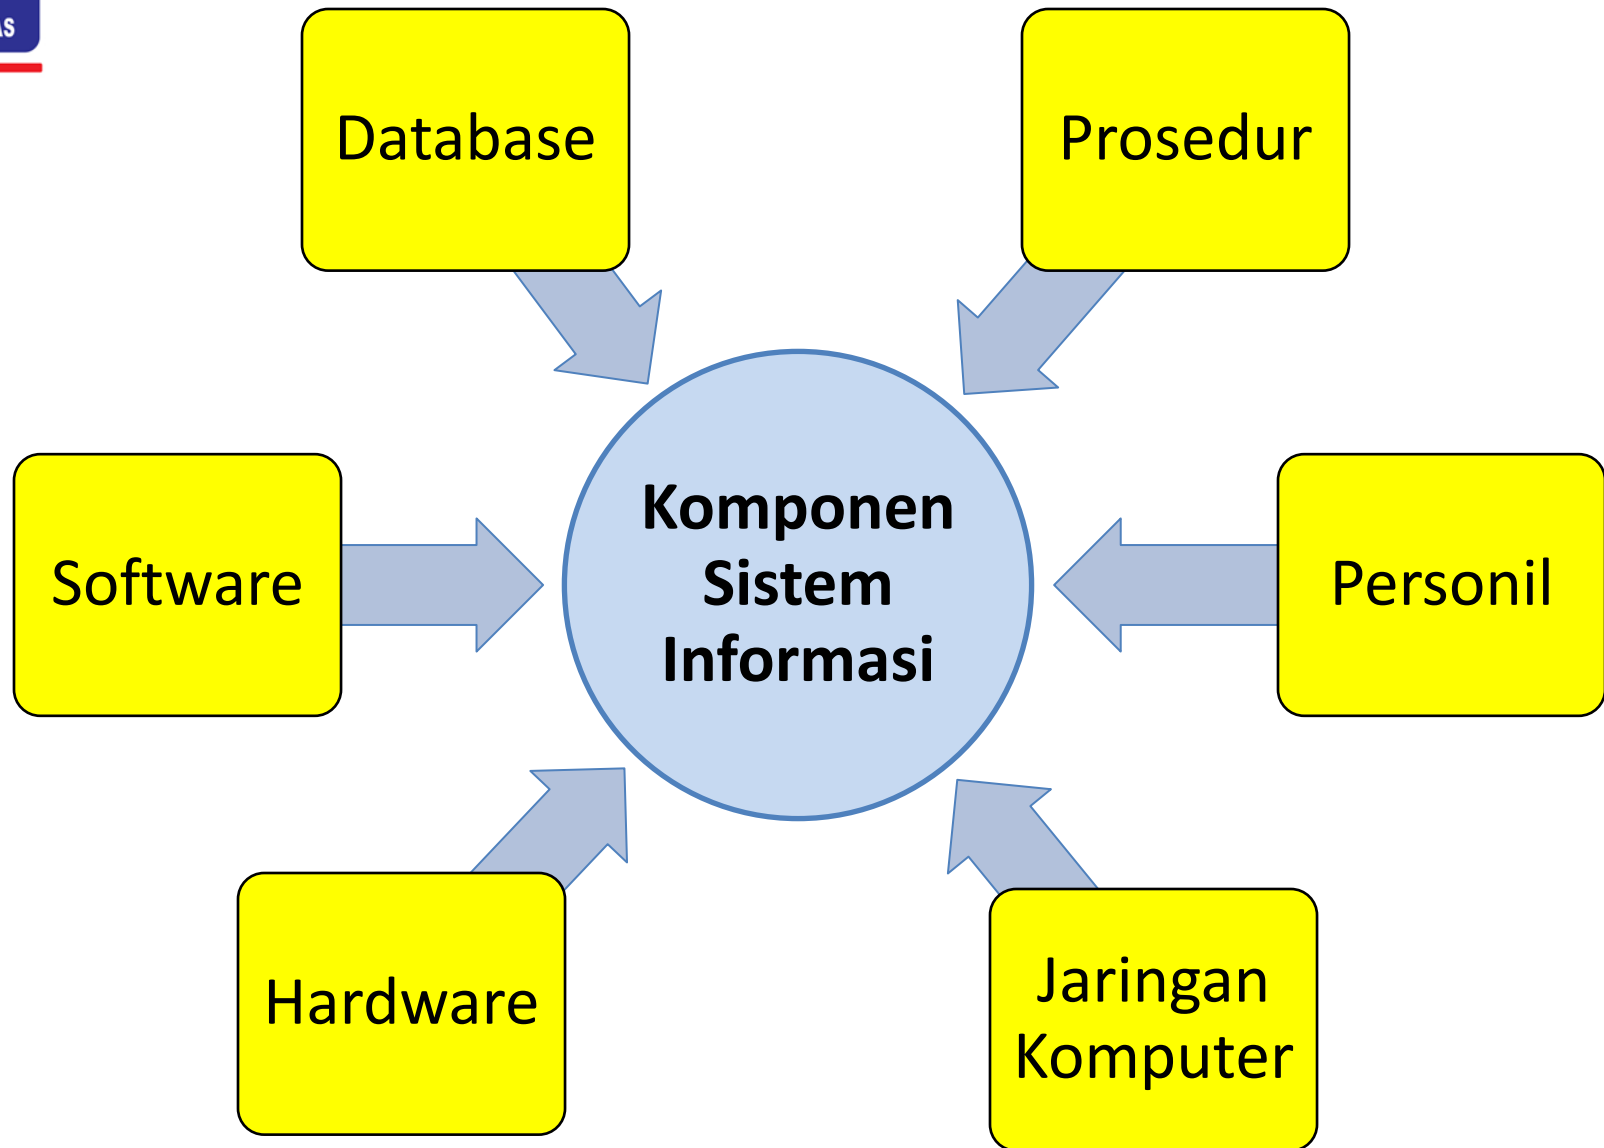 Database
Prosedur
Komponen
Sistem
Informasi
Software
Personil
Hardware
Jaringan
Komputer